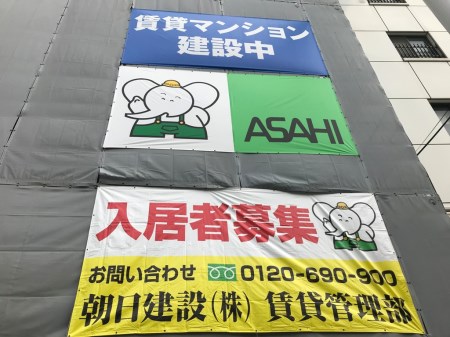 賃貸マンション
建設中
ASAHI
入居者募集
お問い合わせ 0120-690-900
朝日建設(株)賃貸管理部